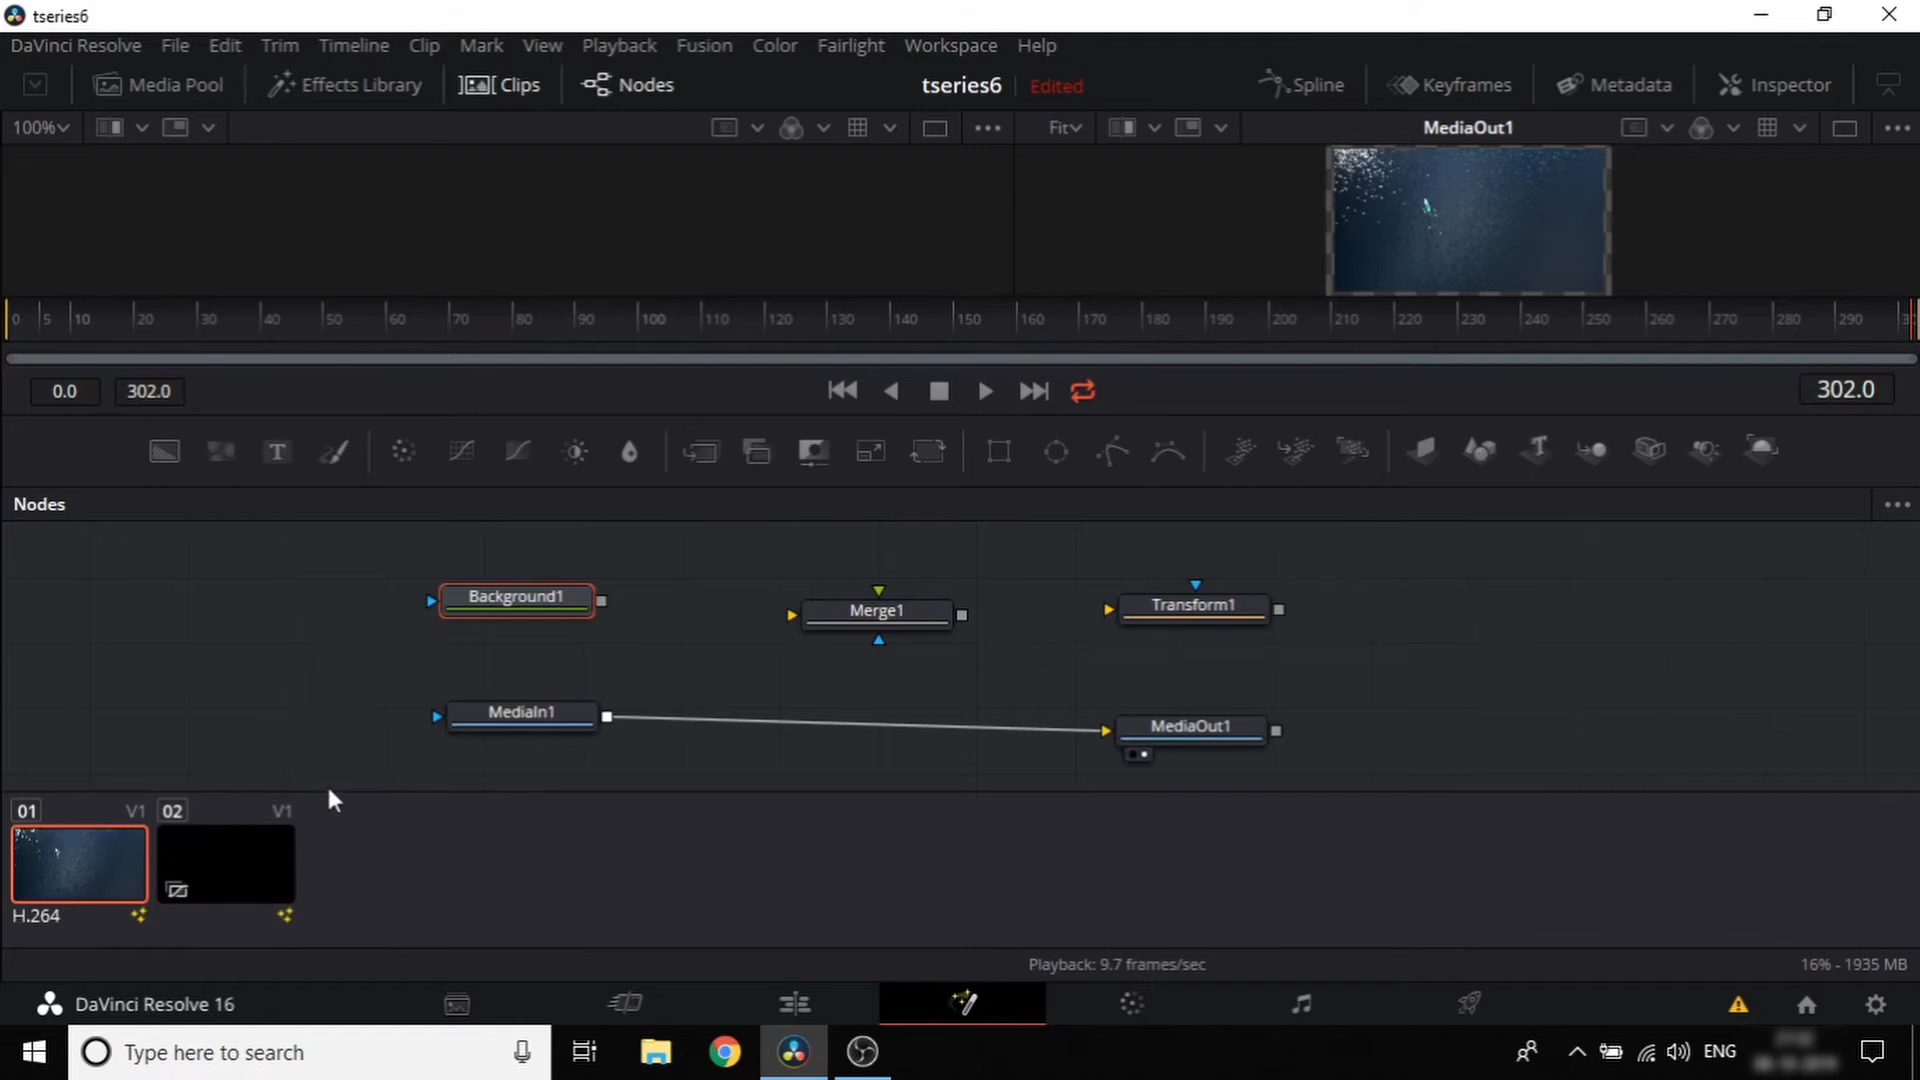 tseries6
DaVinci Resolve File Edit Trim Timeline Clip Mark View Playback Fusion Color Fairlight Workspace Help
Media Pool Effects Library Clips Nodes tseries6 Edited Spline Keyframes Metadata Inspector
100% Fit MediaOut1
0 5 10 20 30 40 50 60 70 80 90 100 110 120 130 140 150 160 170 180 190 200 210 220 230 240 250 260 270 280 290
0.0 302.0 302.0
T T
Nodes
Background1
Merge1
Transform1
MediaIn1
MediaOut1
01 V1 02 V1
H.264
Playback: 9.7 frames/sec 16% - 1935 MB
DaVinci Resolve 16
Type here to search ENG